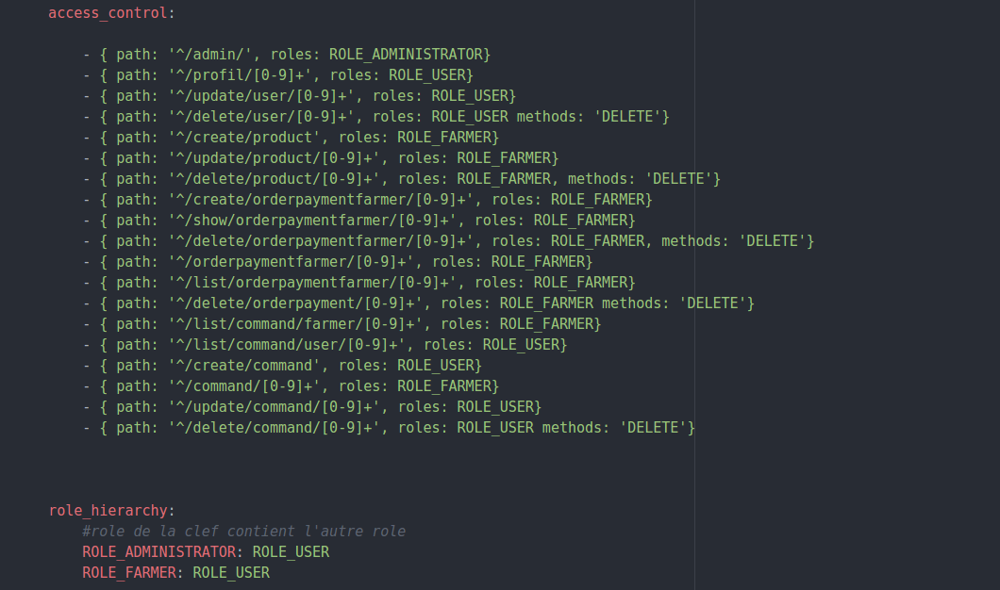 access_control:
- { path: '^/admin/', roles: ROLE_ADMINISTRATOR}
- { path: '^/profil/[0-9]+', roles: ROLE_USER}
- { path: '^/update/user/[0-9]+', roles: ROLE_USER}
- { path: '^/delete/user/[0-9]+', roles: ROLE_USER methods: 'DELETE'}
- { path: '^/create/product', roles: ROLE_FARMER}
- { path: '^/update/product/[0-9]+', roles: ROLE_FARMER}
- { path: '^/delete/product/[0-9]+', roles: ROLE_FARMER, methods: 'DELETE'}
- { path: '^/create/orderpaymentfarmer/[0-9]+', roles: ROLE_FARMER}
- { path: '^/show/orderpaymentfarmer/[0-9]+', roles: ROLE_FARMER}
- { path: '^/delete/orderpaymentfarmer/[0-9]+', roles: ROLE_FARMER, methods: 'DELETE'}
- { path: '^/orderpaymentfarmer/[0-9]+', roles: ROLE_FARMER}
- { path: '^/list/orderpaymentfarmer/[0-9]+', roles: ROLE_FARMER}
- { path: '^/delete/orderpayment/[0-9]+', roles: ROLE_FARMER methods: 'DELETE'}
- { path: '^/list/command/farmer/[0-9]+', roles: ROLE_FARMER}
- { path: '^/list/command/user/[0-9]+', roles: ROLE_USER}
- { path: '^/create/command', roles: ROLE_USER}
- { path: '^/command/[0-9]+', roles: ROLE_FARMER}
- { path: '^/update/command/[0-9]+', roles: ROLE_USER}
- { path: '^/delete/command/[0-9]+', roles: ROLE_USER methods: 'DELETE'}
role_hierarchy:
#role de la clef contient l'autre role
ROLE_ADMINISTRATOR: ROLE_USER
ROLE_FARMER: ROLE_USER